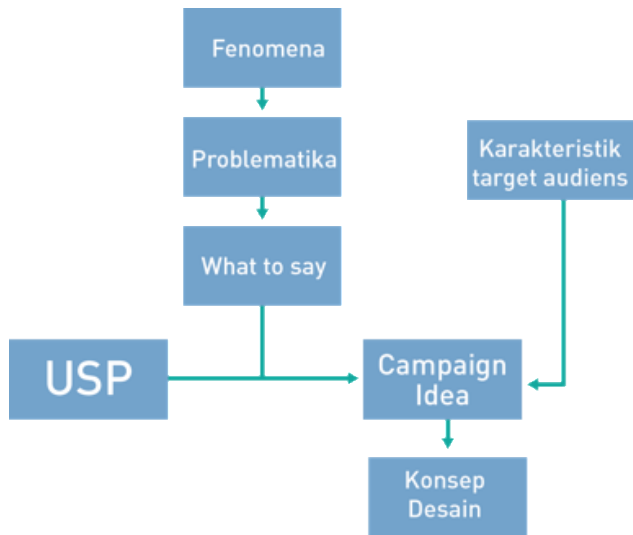 Fenomena
Problematika
Karakteristik
target audiens
What to say
USP
Campaign
Idea
Konsep
Desain